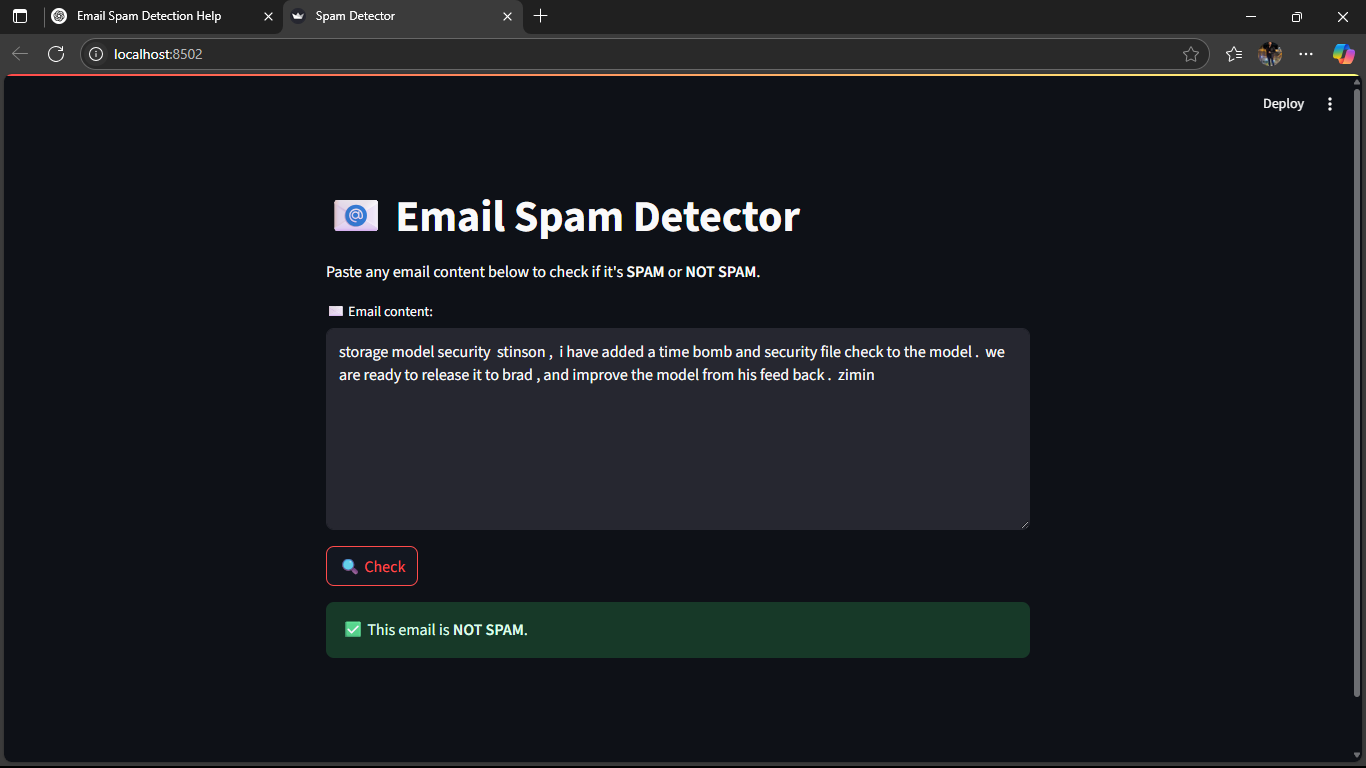 Email Spam Detection Help
Spam Detector
localhost:8502
Deploy
Email Spam Detector
Paste any email content below to check if it's SPAM or NOT SPAM.
Email content:
storage model security  stinson ,  i have added a time bomb and security file check to the model .  we
are ready to release it to brad , and improve the model from his feed back .  zimin
Check
This email is NOT SPAM.